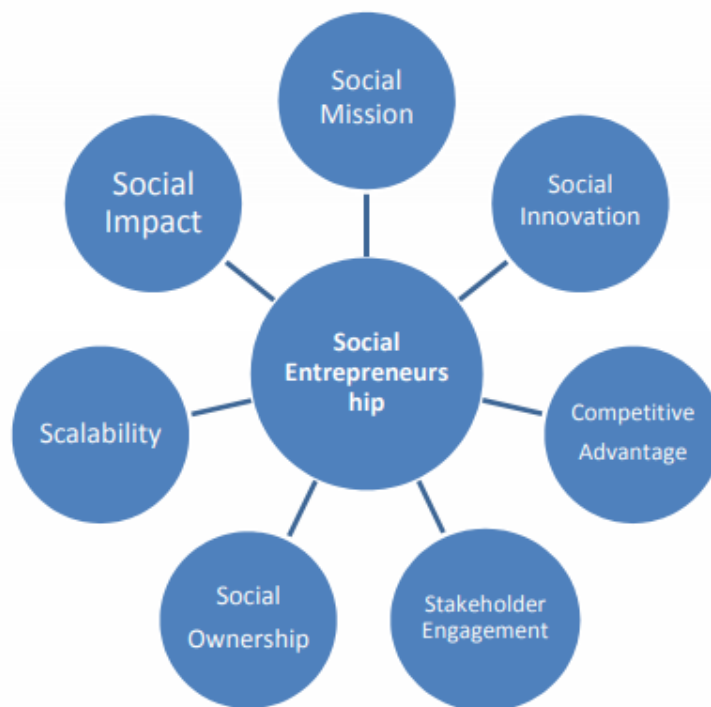 Social
Mission
Social
Impact
Social
Innovation
Social
Entrepreneurs
hip
Scalability
Competitive
Advantage
Social
Ownership
Stakeholder
Engagement